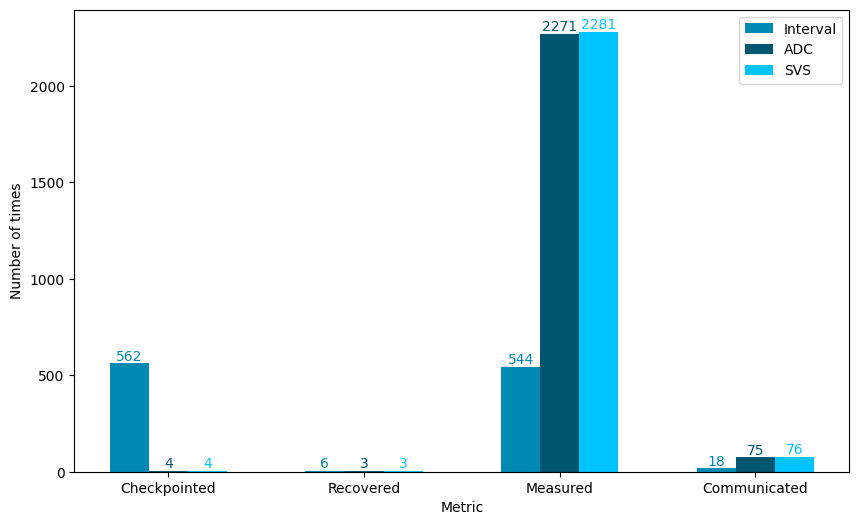 Interval
ADC
SVS
Number of times
2000
1500
1000
500
0
562
4
4
6
3
3
544
2271
2281
18
75
76
Checkpointed
Recovered
Measured
Communicated
Metric